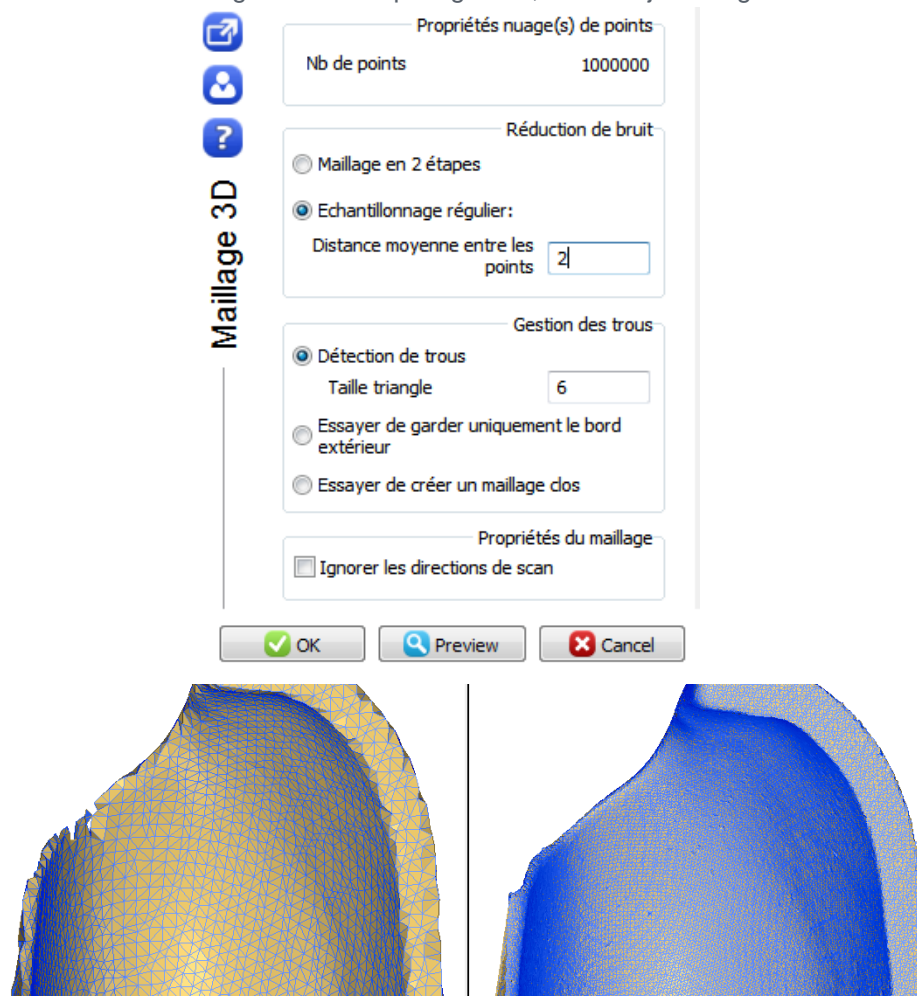 Propriétés nuage(s) de points
Nb de points 1000000
Réduction de bruit
Maillage en 2 étapes
Echantillonnage régulier:
Distance moyenne entre les
points
2
Gestion des trous
Détection de trous
Taille triangle 6
Essayer de garder uniquement le bord
extérieur
Essayer de créer un maillage clos
Propriétés du maillage
Ignorer les directions de scan
?
Maillage 3D
OK Preview Cancel